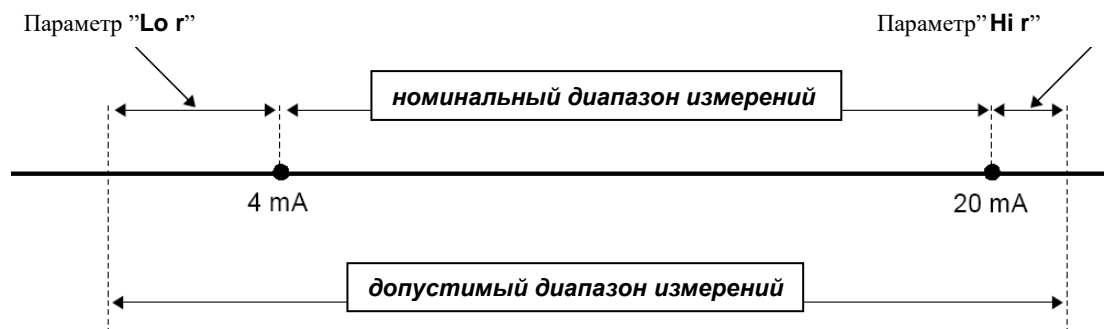 Параметр ”Lo r”
Параметр” Hi r”
номинальный диапазон измерений
4 mA
20 mA
допустимый диапазон измерений